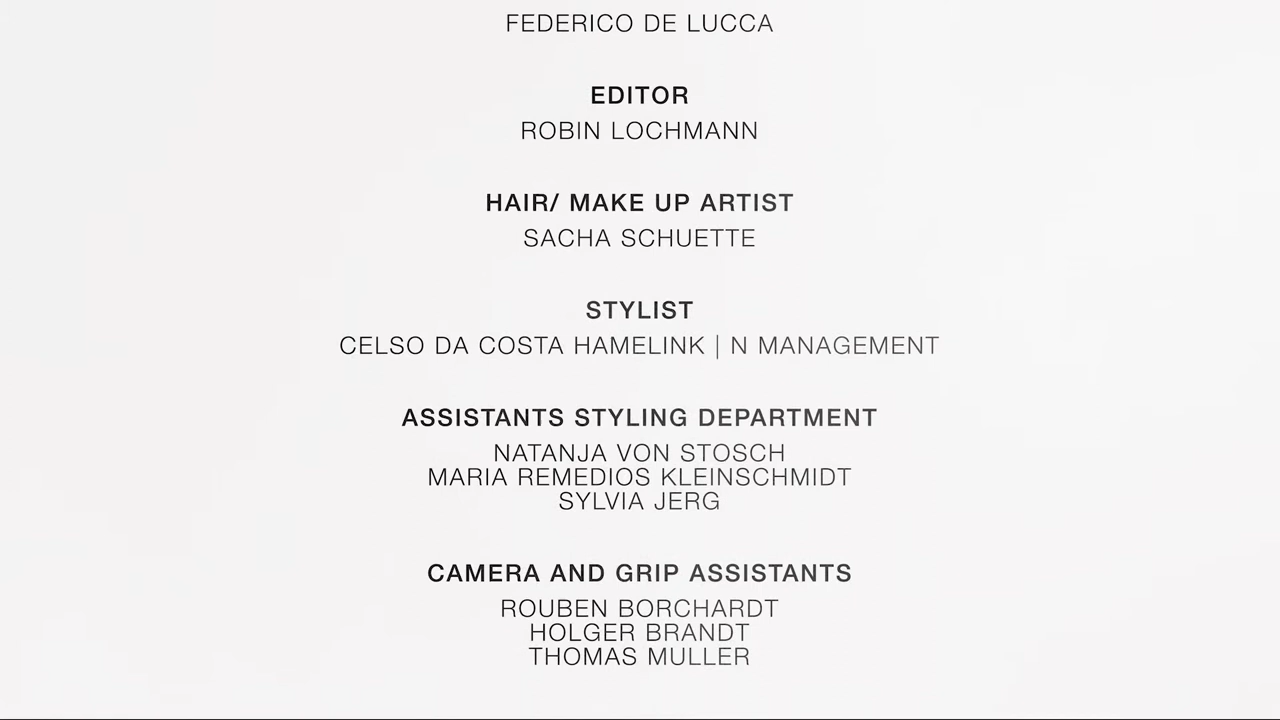 FEDERICO DE LUCCA
EDITOR
ROBIN LOCHMANN
HAIR/ MAKE UP ARTIST
SACHA SCHUETTE
STYLIST
CELSO DA COSTA HAMELINK | N MANAGEMENT
ASSISTANTS STYLING DEPARTMENT
NATANJA VON STOSCH
MARIA REMEDIOS KLEINSCHMIDT
SYLVIA JERG
CAMERA AND GRIP ASSISTANTS
ROUBEN BORCHARDT
HOLGER BRANDT
THOMAS MULLER